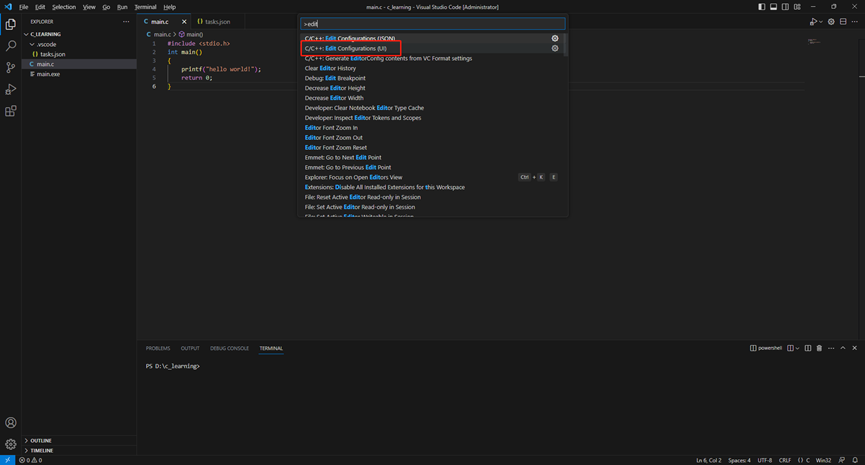 File Edit Selection View Go Run Terminal Help
main.c - c_learning - Visual Studio Code [Administrator]
EXPLORER
C_LEARNING
.vscode
tasks.json
C main.c
main.exe
OUTLINE
TIMELINE
C main.c
{} tasks.json
C main.c > main()
1 #include <stdio.h>
2 int main()
3 {
4 printf("hello world!");
5 return 0;
6 }
>edit
C/C++: Edit Configurations (JSON)
C/C++: Edit Configurations (UI)
C/C++: Generate EditorConfig contents from VC Format settings
Clear Editor History
Debug: Edit Breakpoint
Decrease Editor Height
Decrease Editor Width
Developer: Clear Notebook Editor Type Cache
Developer: Inspect Editor Tokens and Scopes
Editor Font Zoom In
Editor Font Zoom Out
Editor Font Zoom Reset
Emmet: Go to Next Edit Point
Emmet: Go to Previous Edit Point
Explorer: Focus on Open Editors View Ctrl + K E
Extensions: Disable All Installed Extensions for this Workspace
File: Reset Active Editor Read-only in Session
File: Set Active Editor Read-only in Session
File: Set Active Editor Writeable in Session
PROBLEMS OUTPUT DEBUG CONSOLE TERMINAL
powershell
PS D:\c_learning>
0 0
Ln 6, Col 2 Spaces: 4 UTF-8 CRLF {} C Win32